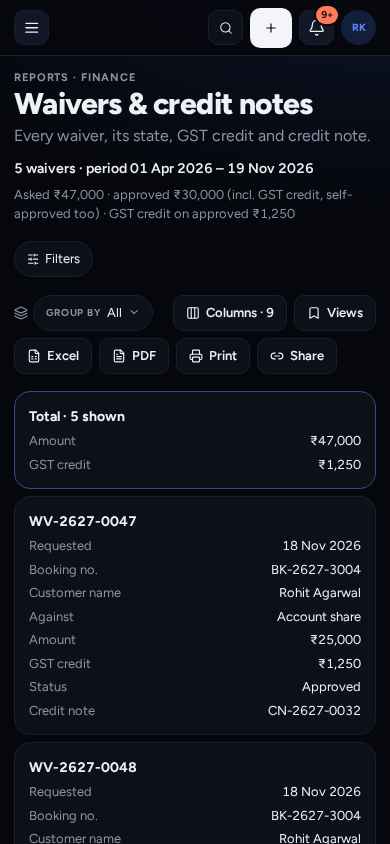 9+
RK
REPORTS · FINANCE
Waivers & credit notes
Every waiver, its state, GST credit and credit note.
5 waivers · period 01 Apr 2026 – 19 Nov 2026
Asked ₹47,000 · approved ₹30,000 (incl. GST credit, self-
approved too) · GST credit on approved ₹1,250
Filters
GROUP BY All
Columns · 9
Views
Excel
PDF
Print
Share
Total · 5 shown
Amount ₹47,000
GST credit ₹1,250
WV-2627-0047
Requested 18 Nov 2026
Booking no. BK-2627-3004
Customer name Rohit Agarwal
Against Account share
Amount ₹25,000
GST credit ₹1,250
Status Approved
Credit note CN-2627-0032
WV-2627-0048
Requested 18 Nov 2026
Booking no. BK-2627-3004
Customer name Rohit Agarwal